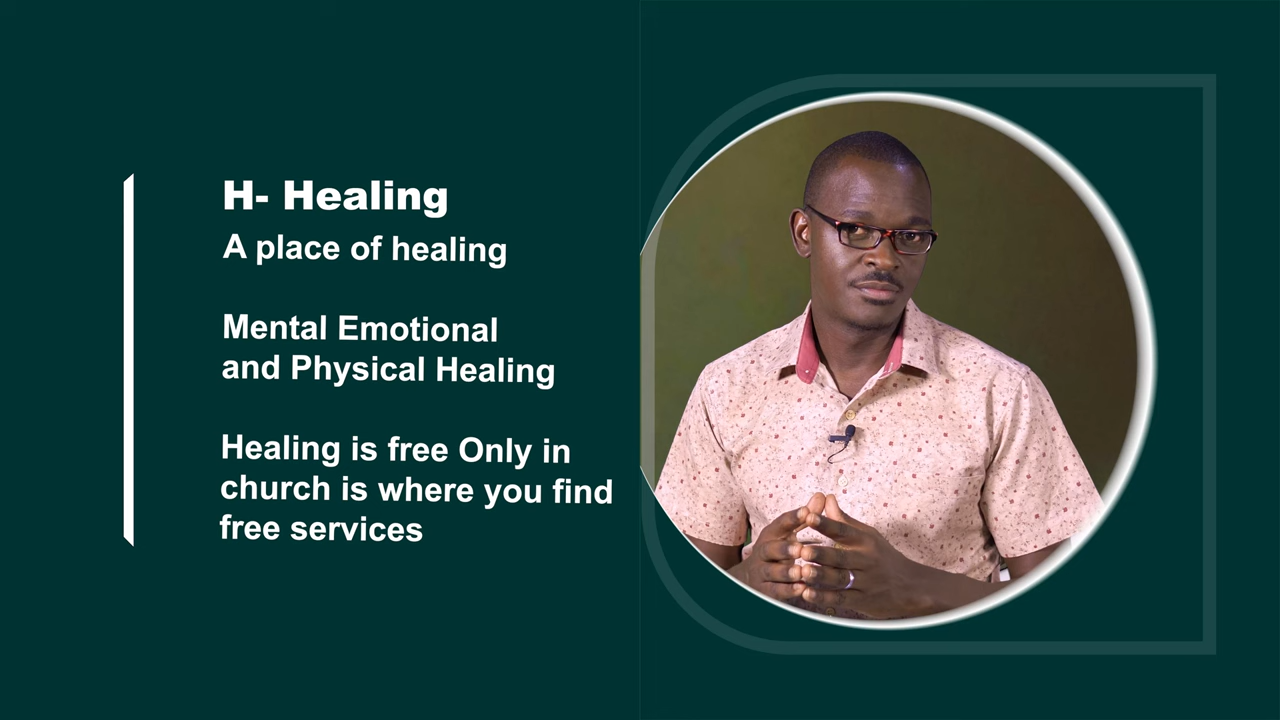 H- Healing
A place of healing
Mental Emotional
and Physical Healing
Healing is free Only in
church is where you find
free services